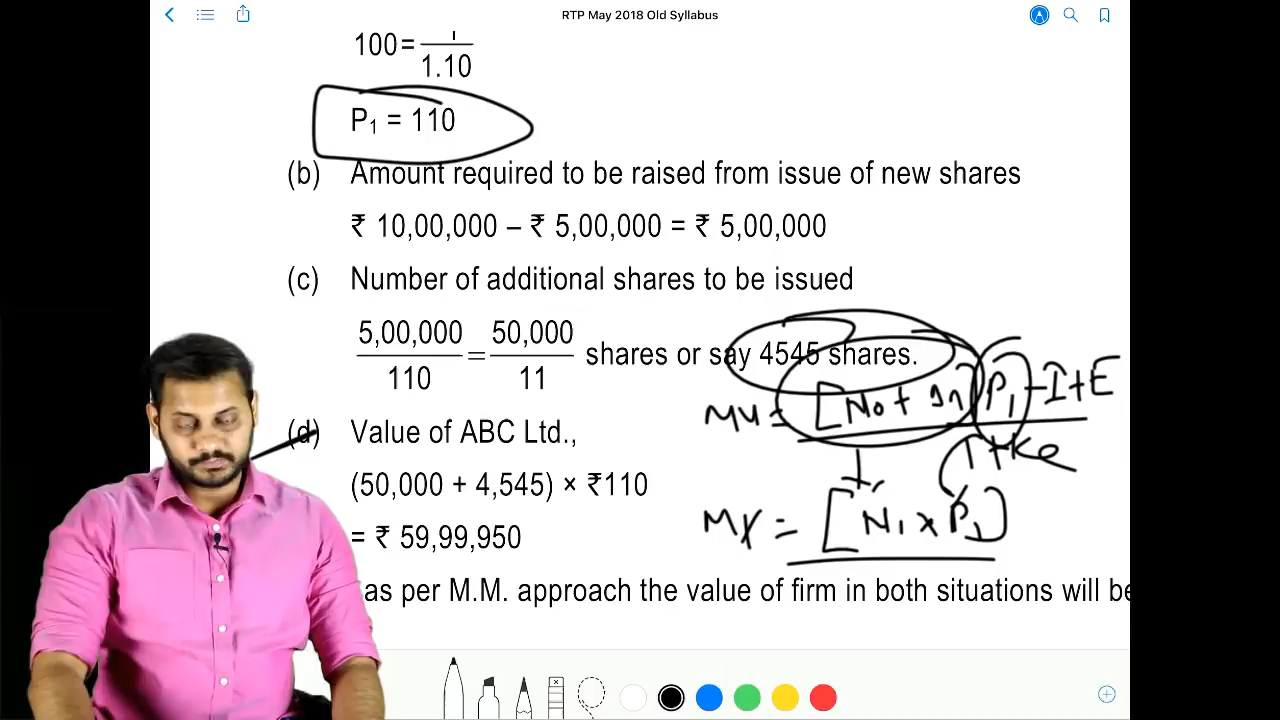 RTP May 2018 Old Syllabus
100 = 1/1.10
P₁ = 110
(b) Amount required to be raised from issue of new shares
₹ 10,00,000 – ₹ 5,00,000 = ₹ 5,00,000
(c) Number of additional shares to be issued
5,00,000/110 = 50,000/11 shares or say 4545 shares.
[No + Δn] P₁ - I + E
1 + Ke
(d) Value of ABC Ltd.,
(50,000 + 4,545) × ₹110
= [N₁ × P₁]
= ₹ 59,99,950
as per M.M. approach the value of firm in both situations will be